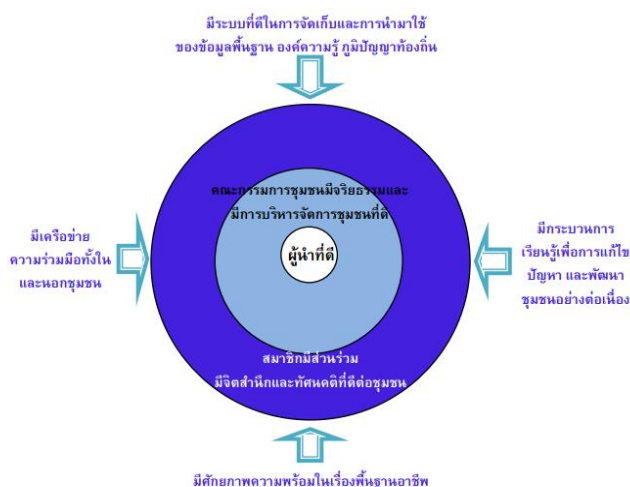 มีระบบที่ดีในการจัดเก็บและการนำมาใช้
ของข้อมูลพื้นฐาน องค์ความรู้ ภูมิปัญญาท้องถิ่น
คณะกรรมการชุมชนมีจริยธรรมและ
มีการบริหารจัดการชุมชนที่ดี
ผู้นำที่ดี
มีเครือข่าย
ความร่วมมือทั้งใน
และนอกชุมชน
มีกระบวนการ
เรียนรู้เพื่อการแก้ไข
ปัญหา และพัฒนา
ชุมชนอย่างต่อเนื่อง
สมาชิกมีส่วนร่วม
มีจิตสำนึกและทัศนคติที่ดีต่อชุมชน
มีศักยภาพความพร้อมในเรื่องพื้นฐานอาชีพ